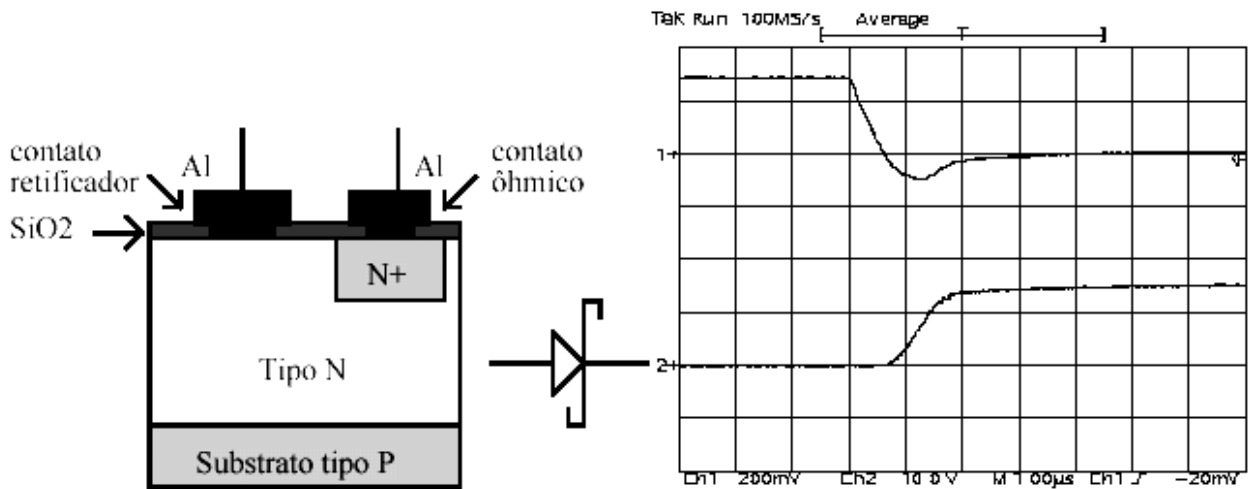 Tek Run 100MS/s Average
contato
retificador
Al
Al
contato
ôhmico
SiO2
N+
Tipo N
Substrato tipo P
1
2
Ch1 200mV Ch2 10.0 V M 1.00µs Ch1 -20mV